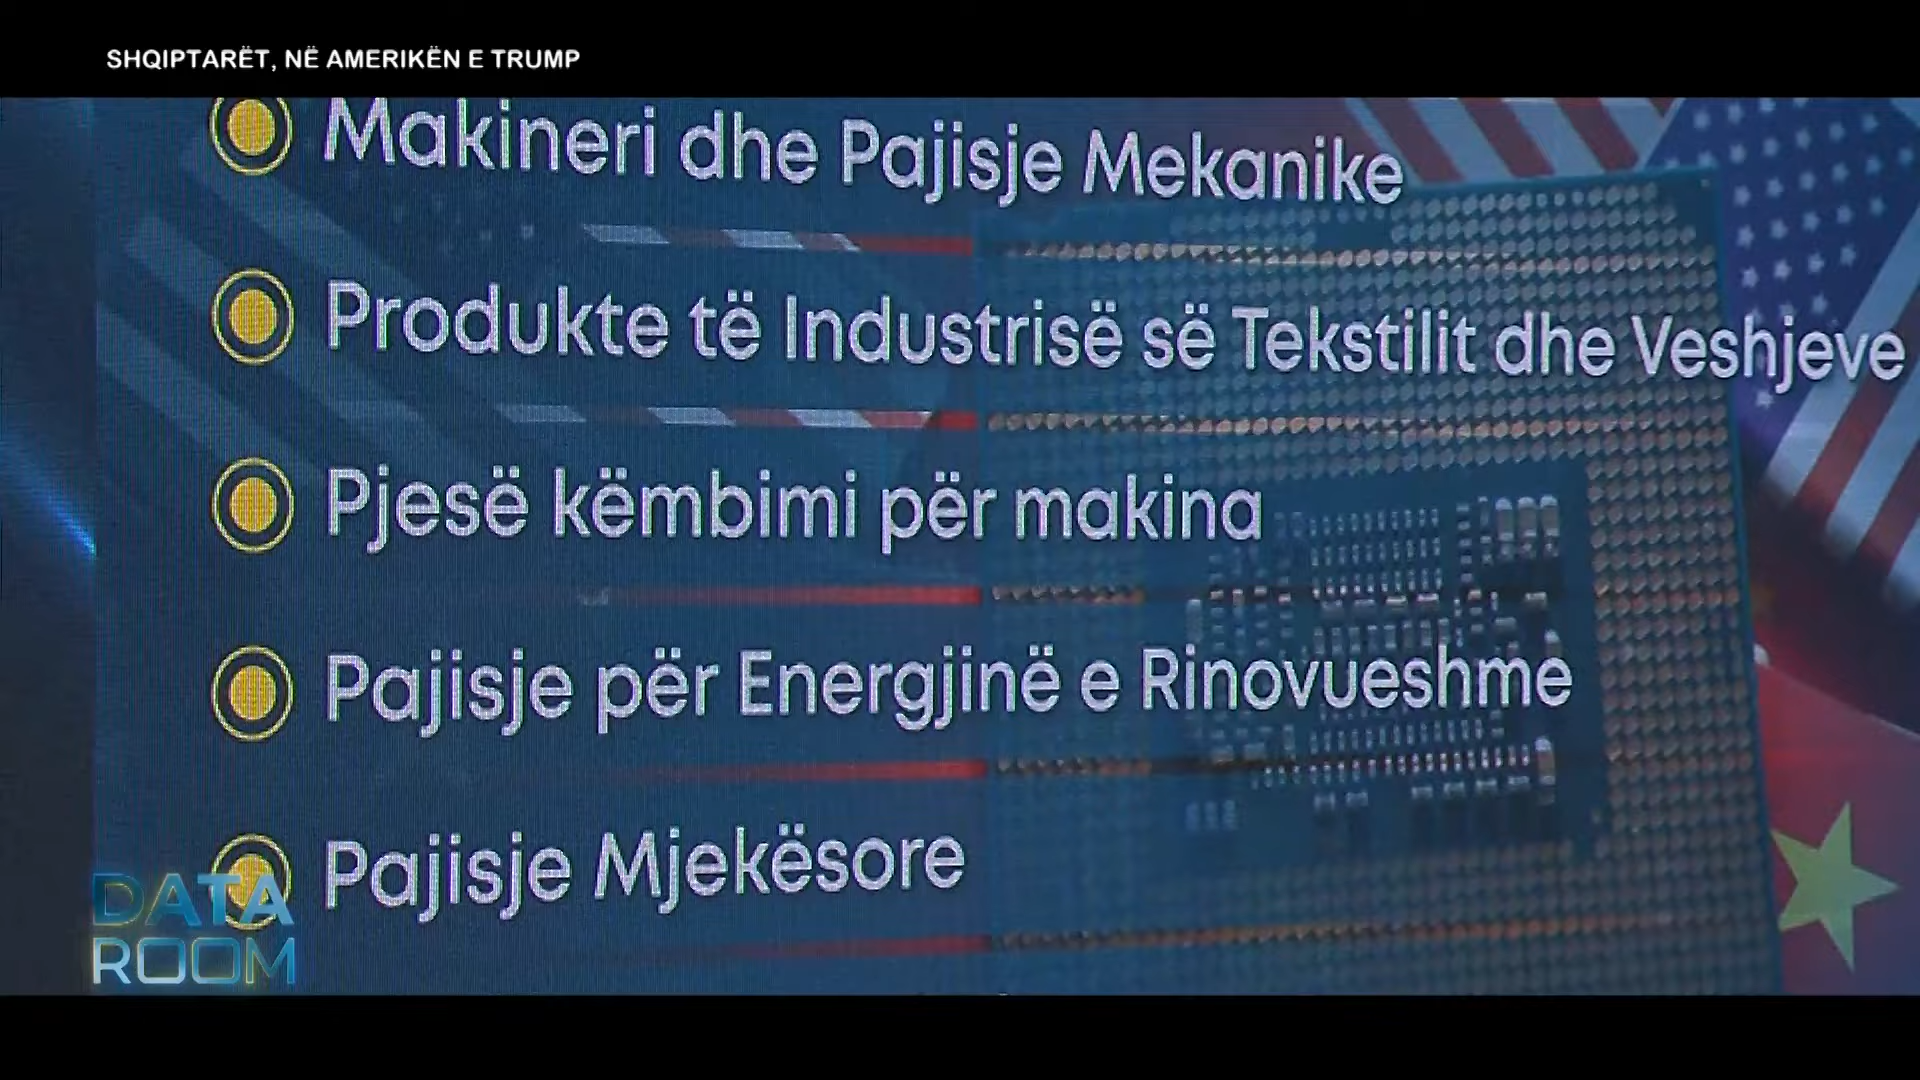 SHQIPTARËT, NË AMERIKËN E TRUMP
Makineri dhe Pajisje Mekanike
Produkte të Industrisë së Tekstilit dhe Veshjeve
Pjesë këmbimi për makina
Pajisje për Energjinë e Rinovueshme
Pajisje Mjekësore
DATA
ROOM